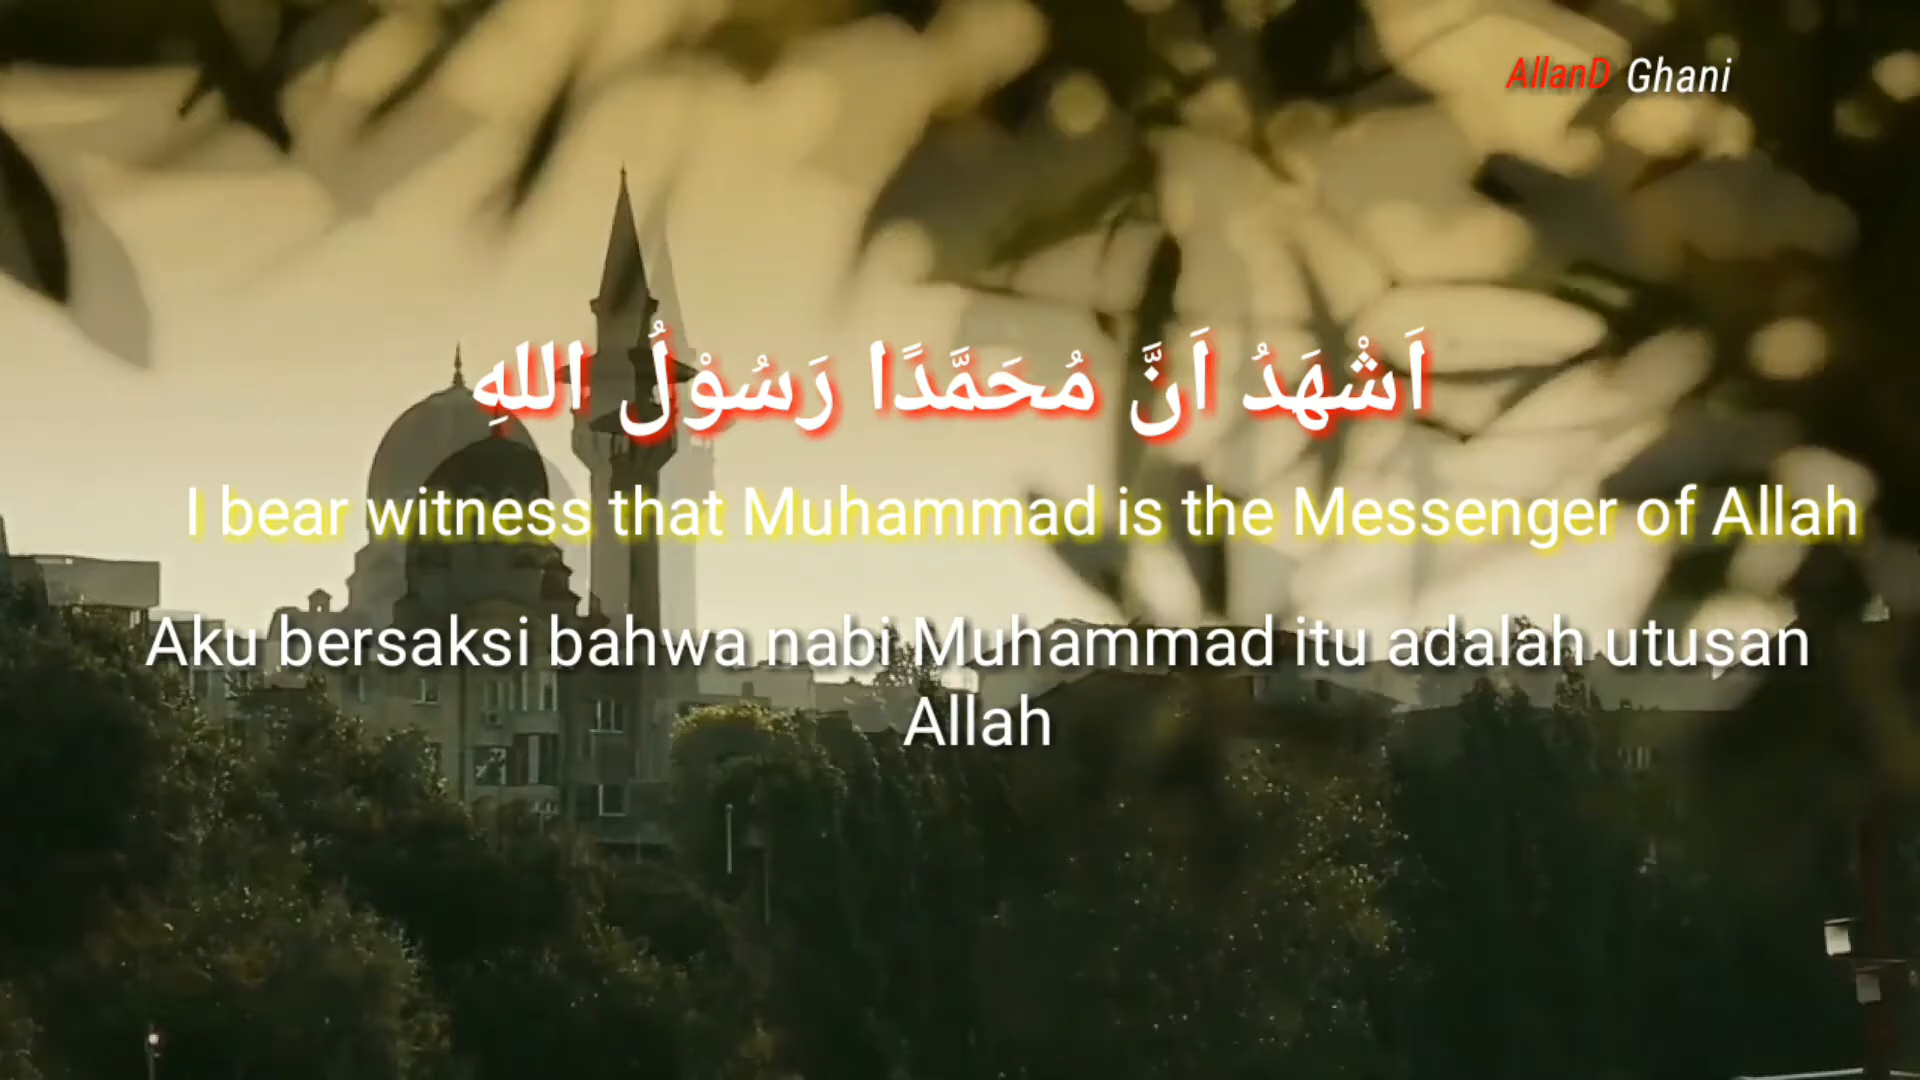 AllanD Ghani
اَشْهَدُ اَنَّ مُحَمَّدًا رَسُوْلُ اللهِ
I bear witness that Muhammad is the Messenger of Allah
Aku bersaksi bahwa nabi Muhammad itu adalah utusan
Allah